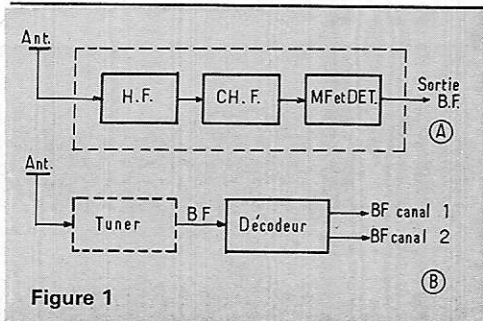 Ant.
H.F.
CH.F.
MFetDET.
Sortie
B.F.
A
Ant.
Tuner
BF
Décodeur
BF canal 1
BF canal 2
B
Figure 1